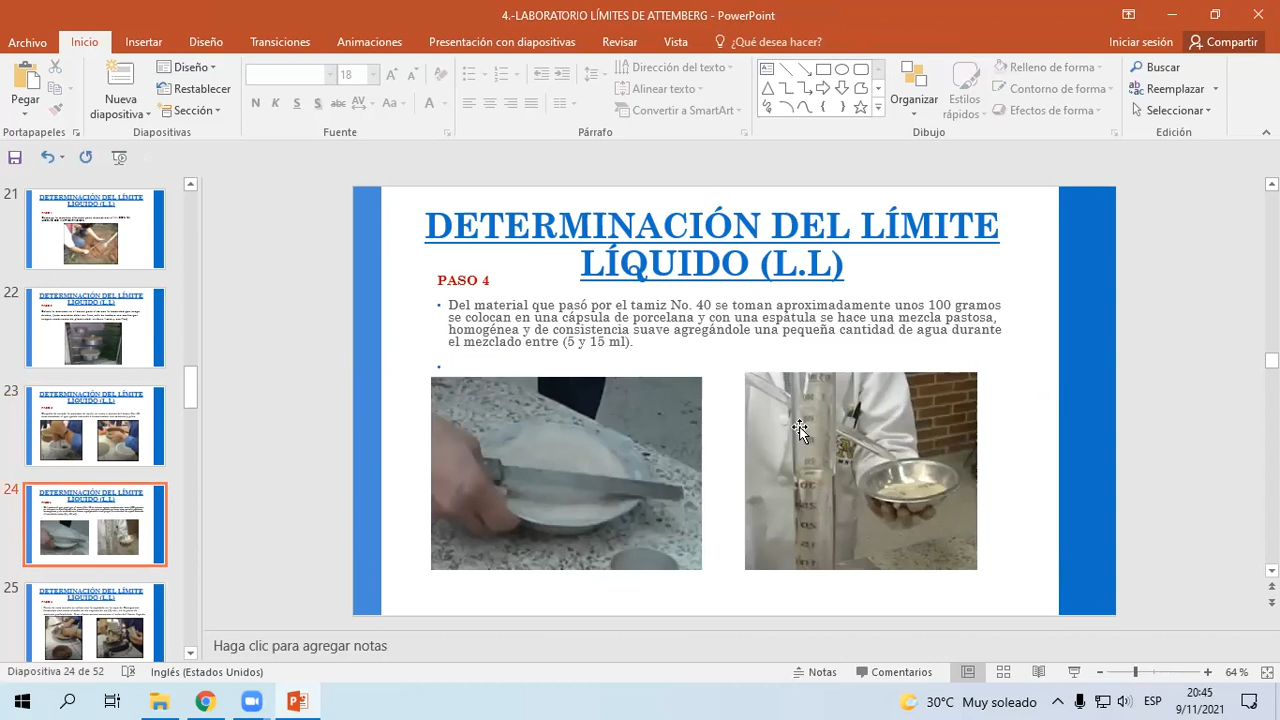 4.-LABORATORIO LÍMITES DE ATTEMBERG - PowerPoint
Archivo Inicio Insertar Diseño Transiciones Animaciones Presentación con diapositivas Revisar Vista ¿Qué desea hacer? Iniciar sesión Compartir
Pegar
Nueva diapositiva
Diseño
Restablecer
Sección
18
N K S abc AV Aa A
Dirección del texto
Alinear texto
Convertir a SmartArt
Organizar
Estilos rápidos
Relleno de forma
Contorno de forma
Efectos de forma
Buscar
Reemplazar
Seleccionar
Portapapeles Diapositivas Fuente Párrafo Dibujo Edición
21
DETERMINACIÓN DEL LÍMITE
LÍQUIDO (L.L)
22
DETERMINACIÓN DEL LÍMITE
LÍQUIDO (L.L)
23
DETERMINACIÓN DEL LÍMITE
LÍQUIDO (L.L)
24
DETERMINACIÓN DEL LÍMITE
LÍQUIDO (L.L)
25
DETERMINACIÓN DEL LÍMITE
LÍQUIDO (L.L)
DETERMINACIÓN DEL LÍMITE
LÍQUIDO (L.L)
PASO 4
• Del material que pasó por el tamiz No. 40 se toman aproximadamente unos 100 gramos
se colocan en una cápsula de porcelana y con una espátula se hace una mezcla pastosa,
homogénea y de consistencia suave agregándole una pequeña cantidad de agua durante
el mezclado entre (5 y 15 ml).
Haga clic para agregar notas
Diapositiva 24 de 52 Inglés (Estados Unidos) Notas Comentarios 64 %
30°C Muy soleado ESP 20:45
9/11/2021